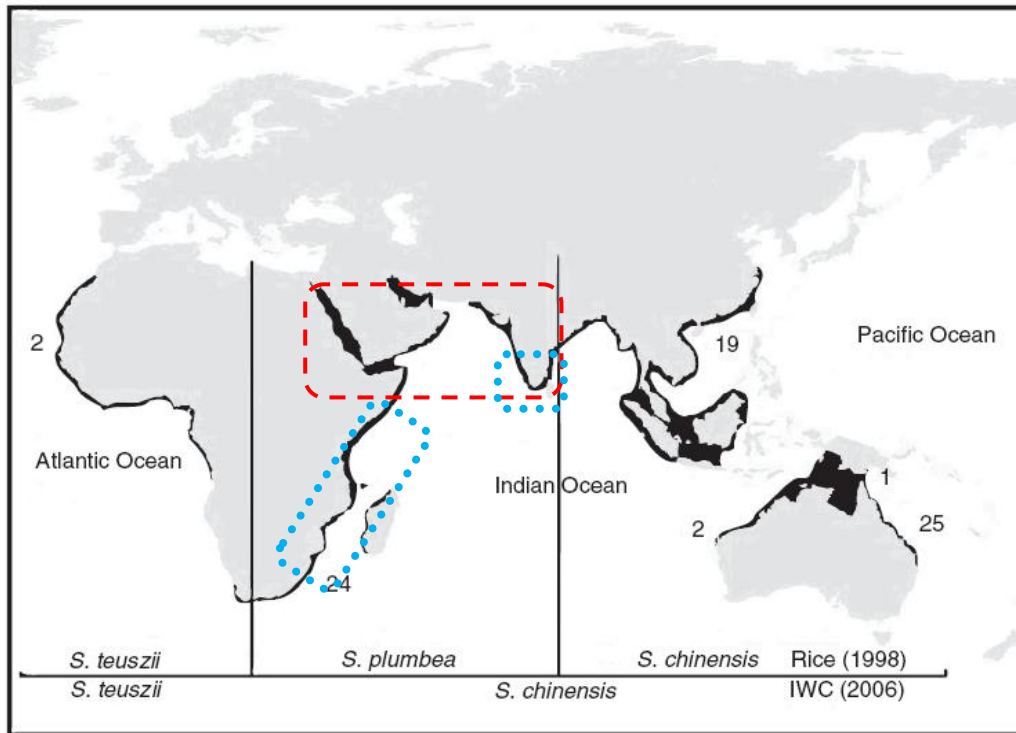 2
19
Pacific Ocean
Atlantic Ocean
Indian Ocean
1
2
25
24
S. teuszii S. plumbea S. chinensis Rice (1998)
S. teuszii S. chinensis IWC (2006)